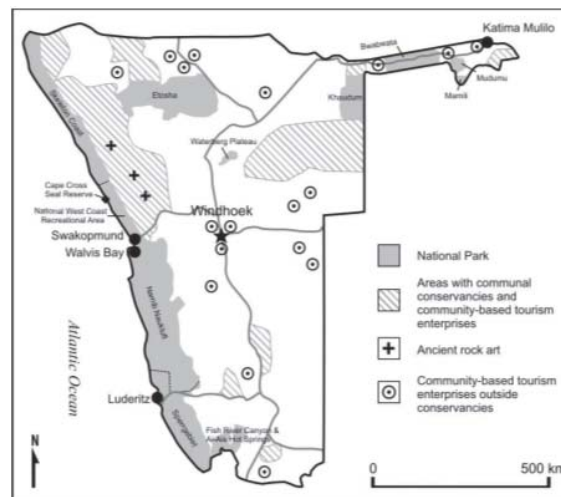 Katima Mulilo
Bwabwata
Mudumu
Mamili
Etosha
Khaudum
Skeleton Coast
Waterberg Plateau
Cape Cross
Seal Reserve
National West Coast
Recreational Area
Windhoek
Swakopmund
Walvis Bay
National Park
Areas with communal
conservancies and
community-based tourism
enterprises
Namib Naukluft
Atlantic Ocean
Ancient rock art
Community-based tourism
enterprises outside
conservancies
Luderitz
Sperrgebiet
Fish River Canyon &
Ai-Ais Hot Springs
N
0
500 km